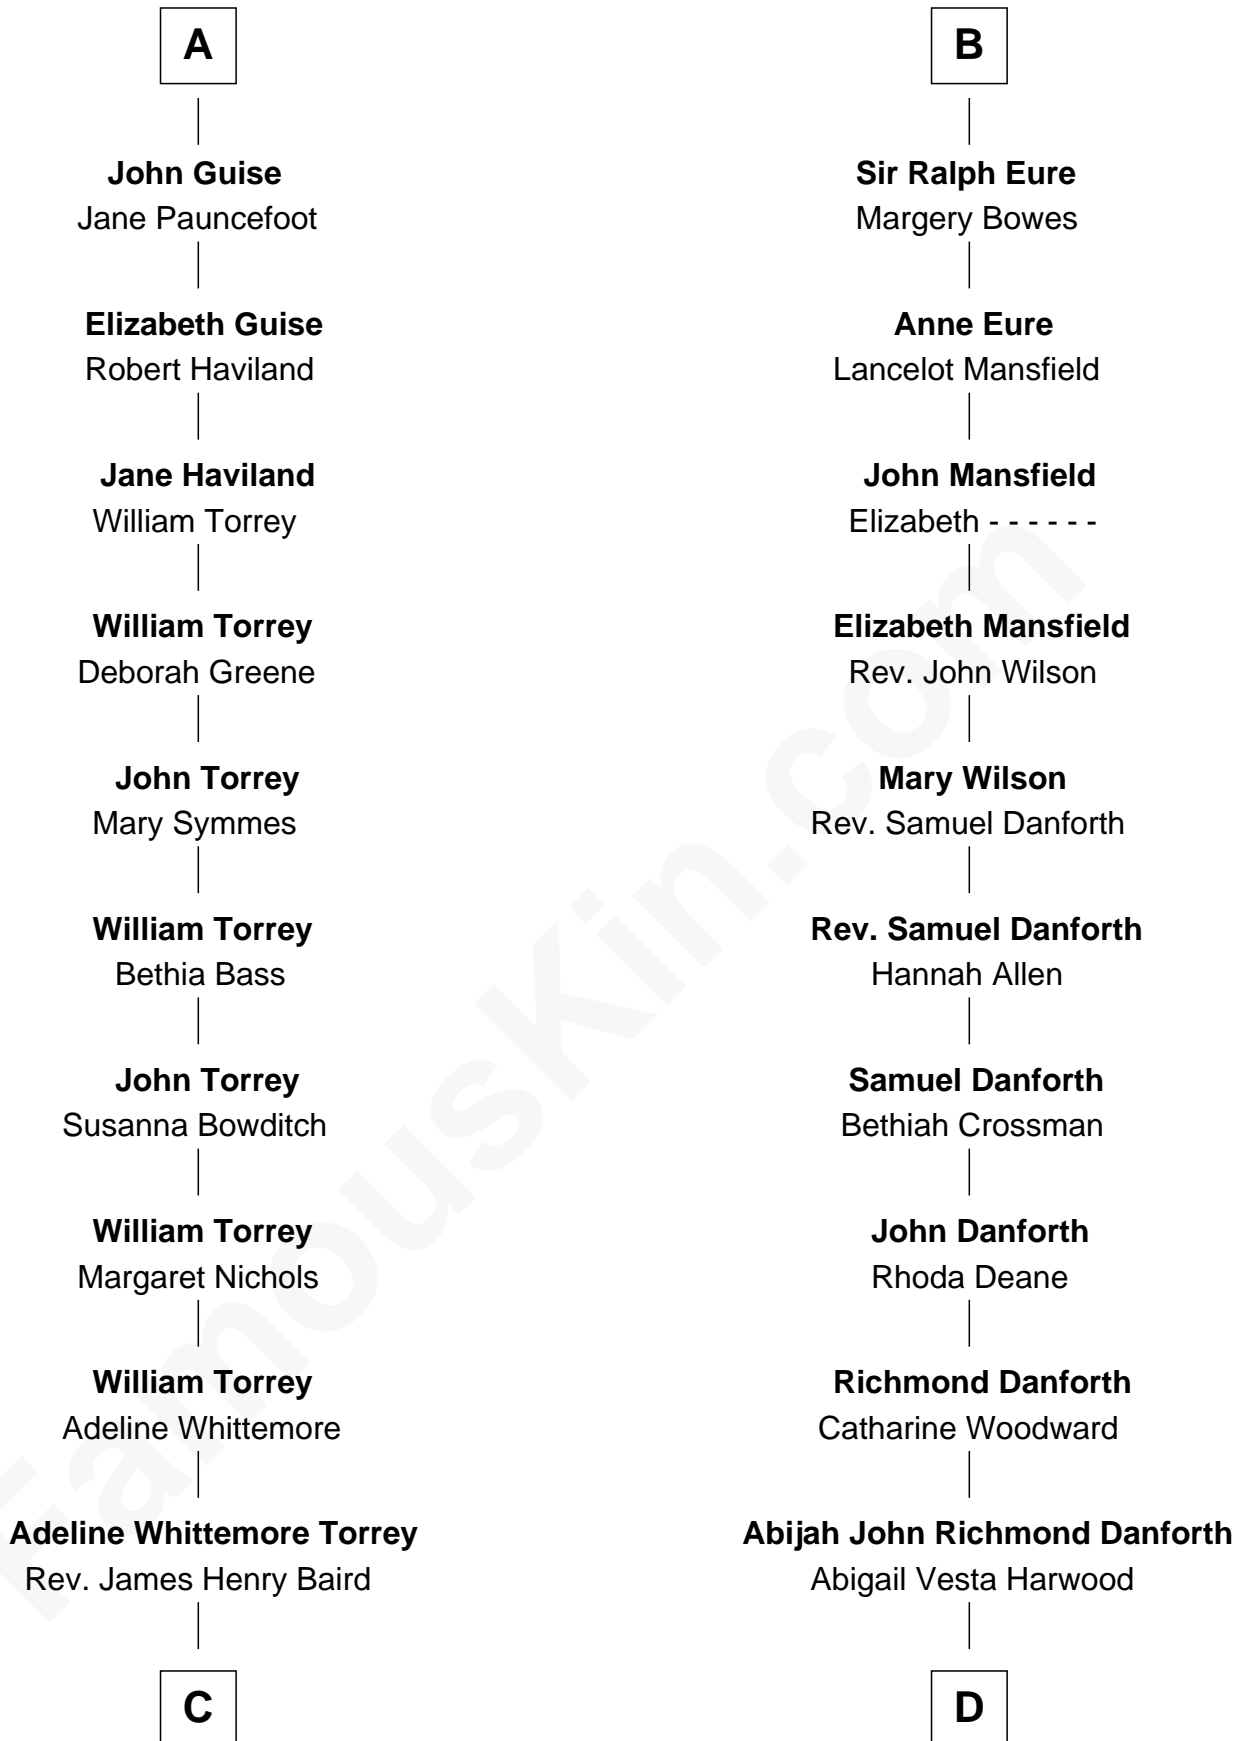 A
John Guise
Jane Pauncefoot
Elizabeth Guise
Robert Haviland
Jane Haviland
William Torrey
William Torrey
Deborah Greene
John Torrey
Mary Symmes
William Torrey
Bethia Bass
John Torrey
Susanna Bowditch
William Torrey
Margaret Nichols
William Torrey
Adeline Whittemore
Adeline Whittemore Torrey
Rev. James Henry Baird
C
B
Sir Ralph Eure
Margery Bowes
Anne Eure
Lancelot Mansfield
John Mansfield
Elizabeth - - - - - -
Elizabeth Mansfield
Rev. John Wilson
Mary Wilson
Rev. Samuel Danforth
Rev. Samuel Danforth
Hannah Allen
Samuel Danforth
Bethiah Crossman
John Danforth
Rhoda Deane
Richmond Danforth
Catharine Woodward
Abijah John Richmond Danforth
Abigail Vesta Harwood
D
FamousKin.com